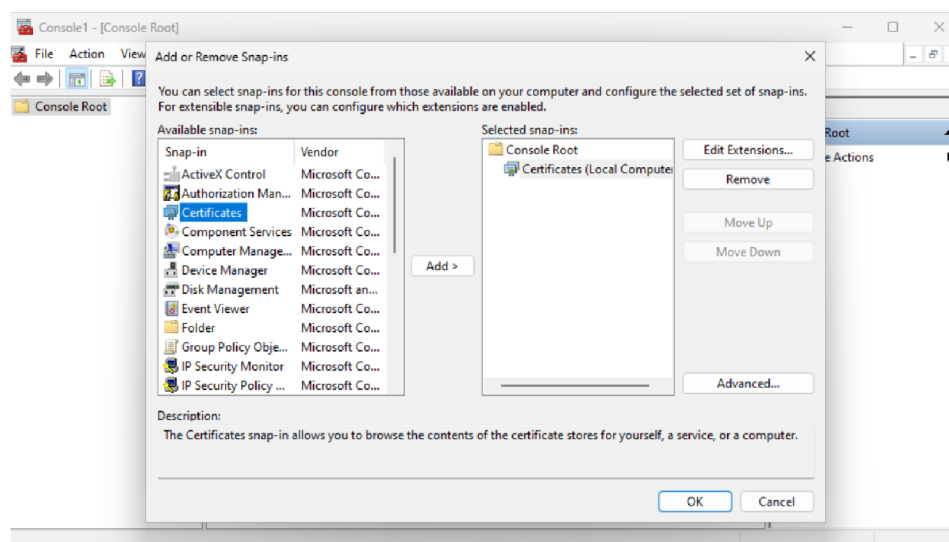 Console1 - [Console Root]
File Action View
Add or Remove Snap-ins
Console Root
You can select snap-ins for this console from those available on your computer and configure the selected set of snap-ins.
For extensible snap-ins, you can configure which extensions are enabled.
Available snap-ins:
Snap-in Vendor
ActiveX Control Microsoft Co...
Authorization Man... Microsoft Co...
Certificates Microsoft Co...
Component Services Microsoft Co...
Computer Manage... Microsoft Co...
Device Manager Microsoft Co...
Disk Management Microsoft an...
Event Viewer Microsoft Co...
Folder Microsoft Co...
Group Policy Obje... Microsoft Co...
IP Security Monitor Microsoft Co...
IP Security Policy ... Microsoft Co...
Add >
Selected snap-ins:
Console Root
Certificates (Local Computer
Edit Extensions...
Remove
Move Up
Move Down
Advanced...
Root
e Actions
Description:
The Certificates snap-in allows you to browse the contents of the certificate stores for yourself, a service, or a computer.
OK Cancel